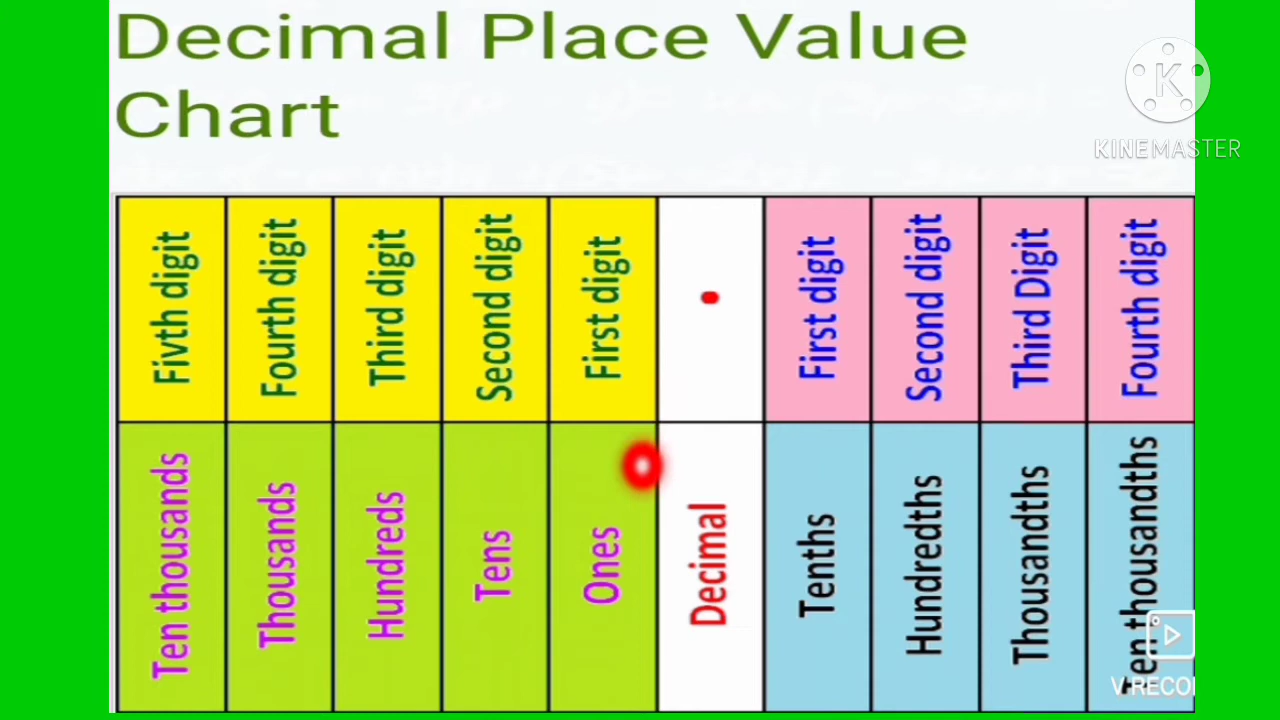 Decimal Place Value
Chart
K
KINEMASTER
Fivth digit
Fourth digit
Third digit
Second digit
First digit
.
First digit
Second digit
Third Digit
Fourth digit
Ten thousands
Thousands
Hundreds
Tens
Ones
Decimal
Tenths
Hundredths
Thousandths
Ten thousandths
V RECO